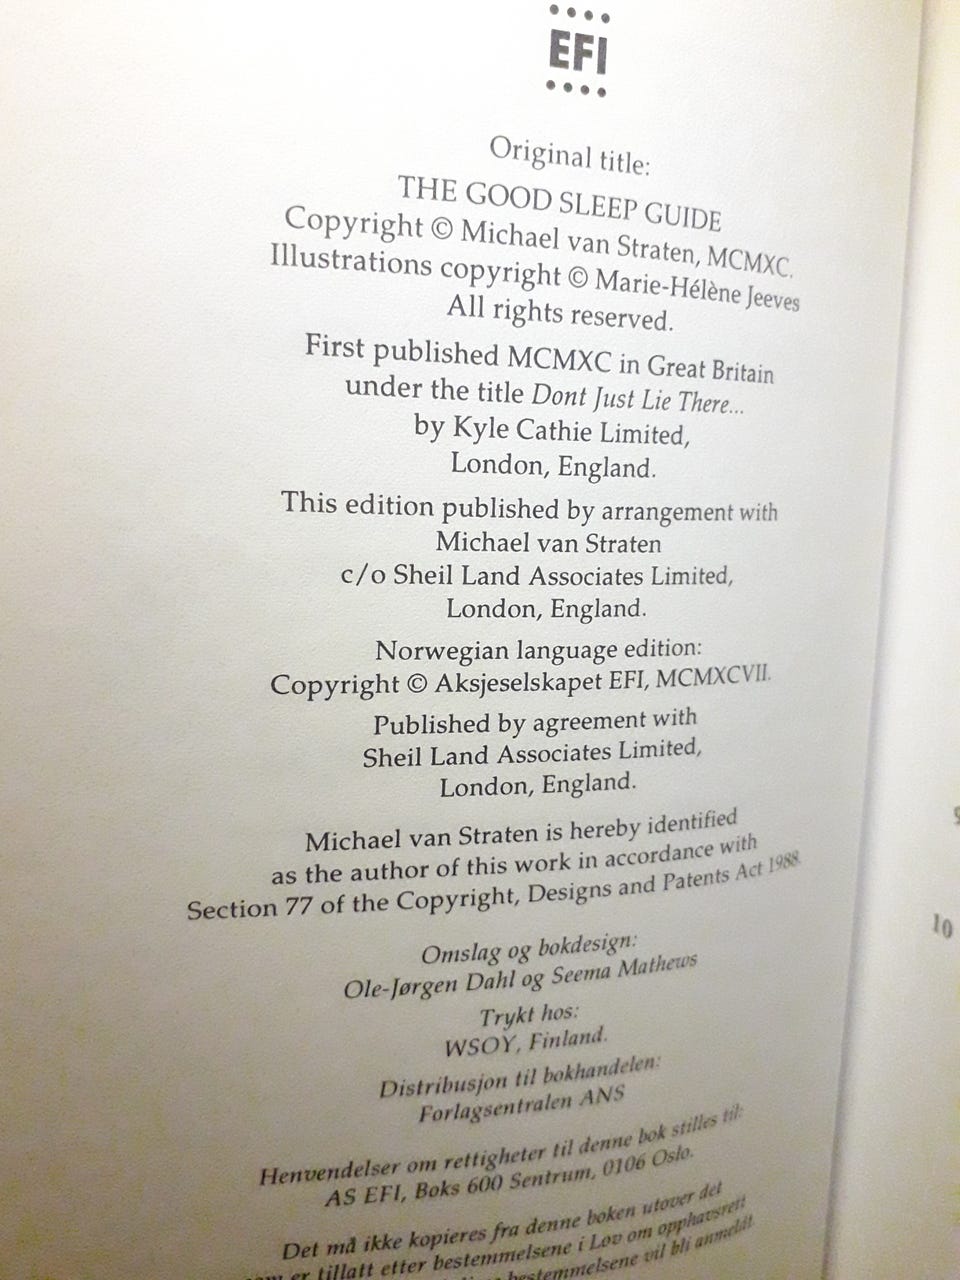 EFI
Original title:
THE GOOD SLEEP GUIDE
Copyright © Michael van Straten, MCMXC.
Illustrations copyright © Marie-Hélène Jeeves
All rights reserved.
First published MCMXC in Great Britain
under the title Dont Just Lie There...
by Kyle Cathie Limited,
London, England.
This edition published by arrangement with
Michael van Straten
c/o Sheil Land Associates Limited,
London, England.
Norwegian language edition:
Copyright © Aksjeselskapet EFI, MCMXCVII.
Published by agreement with
Sheil Land Associates Limited,
London, England.
Michael van Straten is hereby identified
as the author of this work in accordance with
Section 77 of the Copyright, Designs and Patents Act 1988.
Omslag og bokdesign:
Ole-Jørgen Dahl og Seema Mathews
Trykt hos:
WSOY, Finland.
Distribusjon til bokhandelen:
Forlagsentralen ANS
Henvendelser om rettigheter til denne bok stilles til:
AS EFI, Boks 600 Sentrum, 0106 Oslo.
Det må ikke kopieres fra denne boken utover det
er tillatt etter bestemmelsene i Lov om opphavsrett
bestemmelsene vil bli anmeldt.
10